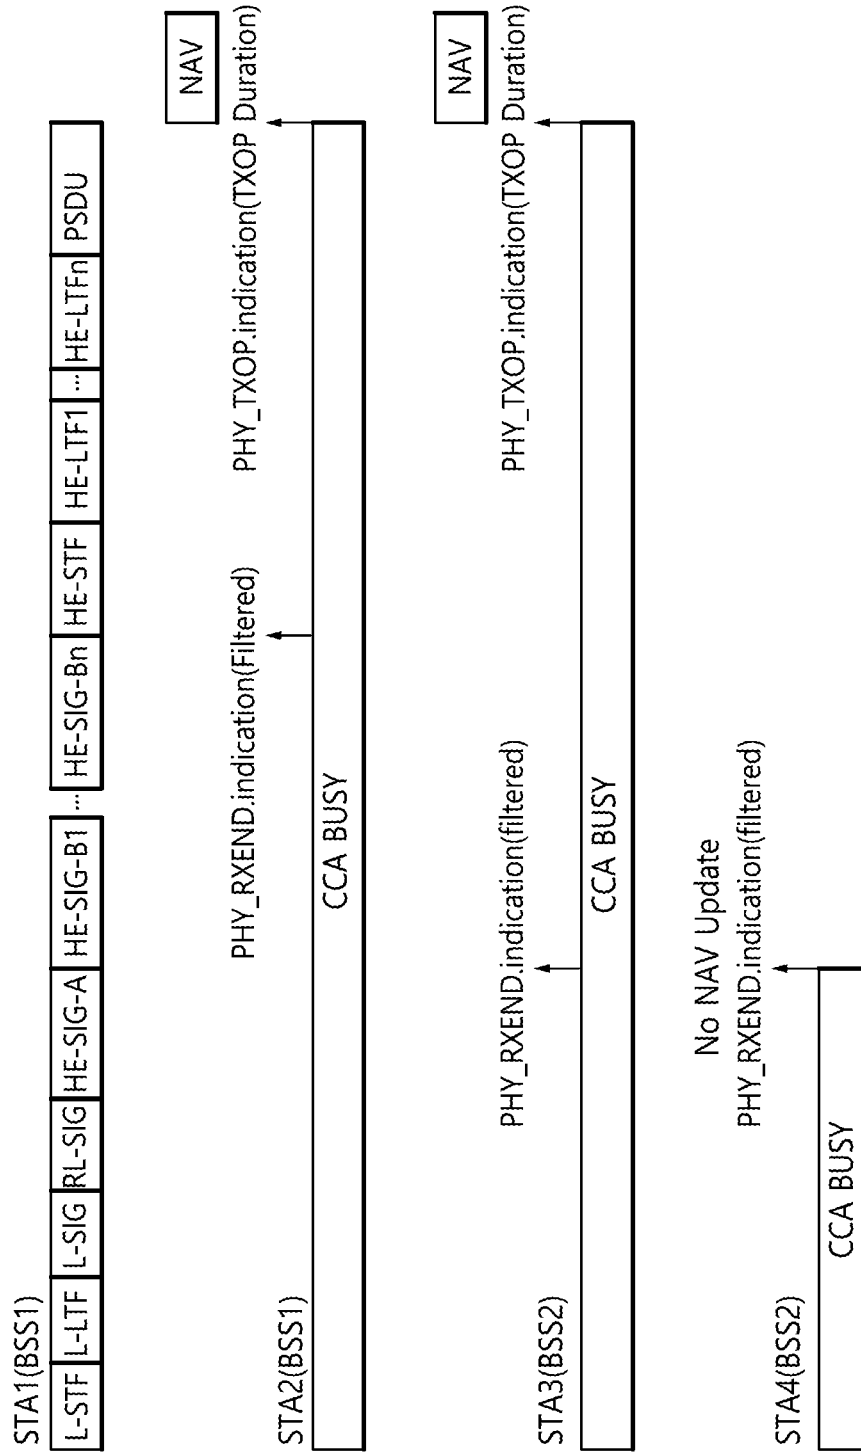 STA1(BSS1)
L-STF L-LTF L-SIG RL-SIG HE-SIG-A HE-SIG-B1 ... HE-SIG-Bn HE-STF HE-LTF1 ... HE-LTFn PSDU
NAV
STA2(BSS1)
PHY_RXEND.indication(Filtered)
PHY_TXOP.indication(TXOP Duration)
CCA BUSY
NAV
STA3(BSS2)
PHY_RXEND.indication(filtered)
PHY_TXOP.indication(TXOP Duration)
CCA BUSY
No NAV Update
PHY_RXEND.indication(filtered)
STA4(BSS2)
CCA BUSY